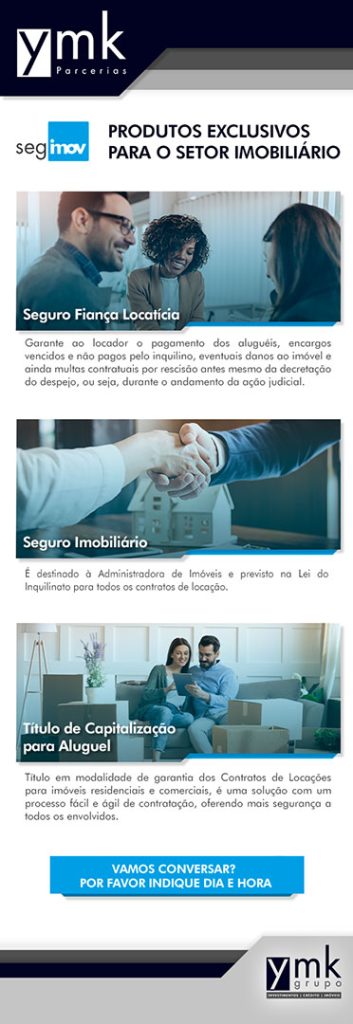 ymk
Parcerias
segimov
PRODUTOS EXCLUSIVOS
PARA O SETOR IMOBILIÁRIO
Seguro Fiança Locatícia
Garante ao locador o pagamento dos aluguéis, encargos
vencidos e não pagos pelo inquilino, eventuais danos ao imóvel e
ainda multas contratuais por rescisão antes mesmo da decretação
do despejo, ou seja, durante o andamento da ação judicial.
Seguro Imobiliário
É destinado à Administradora de Imóveis e previsto na Lei do
Inquilinato para todos os contratos de locação.
Título de Capitalização
para Aluguel
Título em modalidade de garantia dos Contratos de Locações
para imóveis residenciais e comerciais, é uma solução com um
processo fácil e ágil de contratação, oferendo mais segurança a
todos os envolvidos.
VAMOS CONVERSAR?
POR FAVOR INDIQUE DIA E HORA
ymk
grupo
INVESTIMENTOS | CRÉDITO | IMÓVEIS